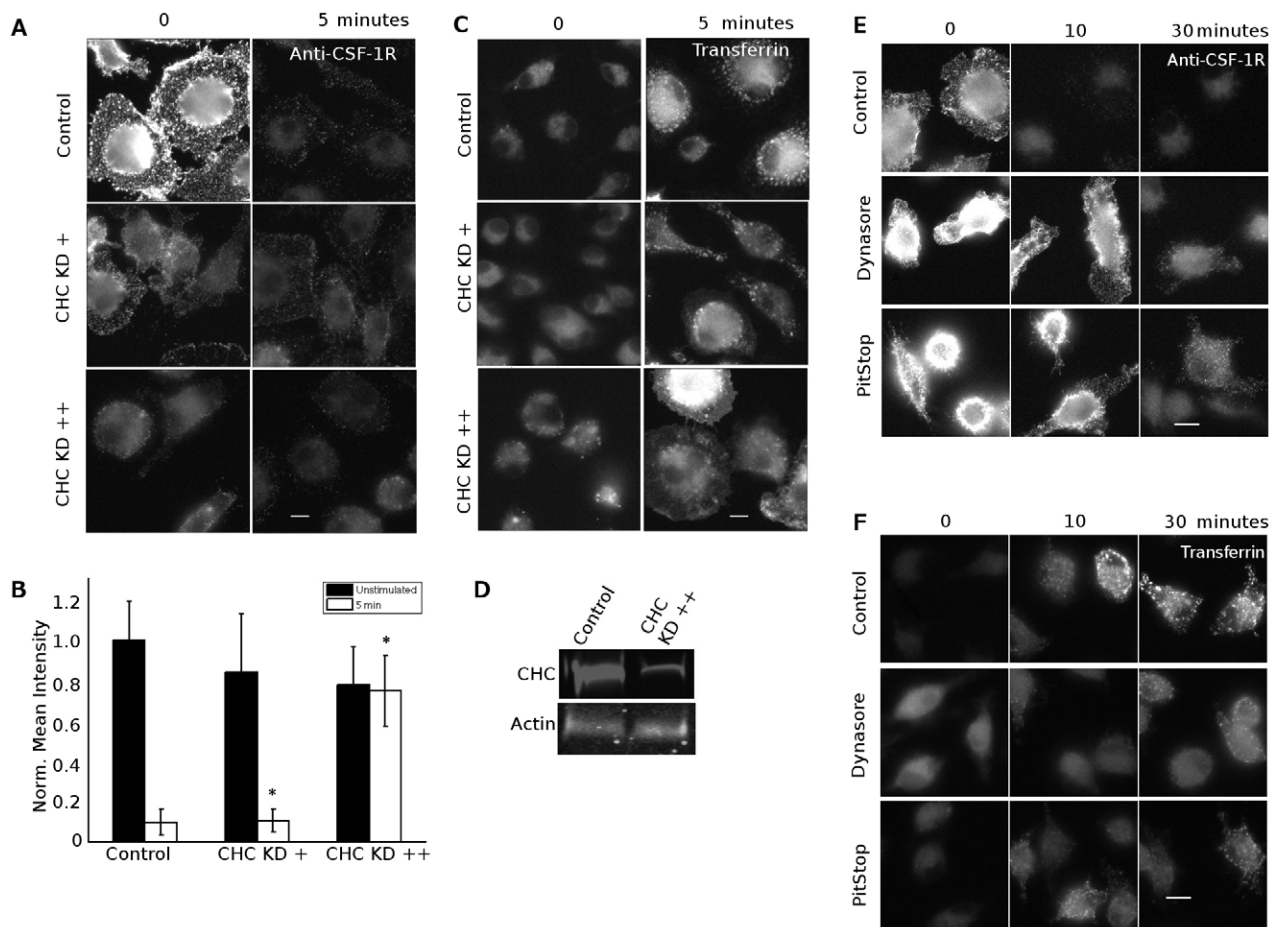 A
0
5 minutes
Anti-CSF-1R
Control
CHC KD +
CHC KD ++
B
Norm. Mean Intensity
1.2
1.0
0.8
0.6
0.4
0.2
0
Unstimulated
5 min
*
*
Control
CHC KD +
CHC KD ++
C
0
5 minutes
Transferrin
Control
CHC KD +
CHC KD ++
D
Control
CHC
KD ++
CHC
Actin
E
0
10
30 minutes
Anti-CSF-1R
Control
Dynasore
PitStop
F
0
10
30 minutes
Transferrin
Control
Dynasore
PitStop